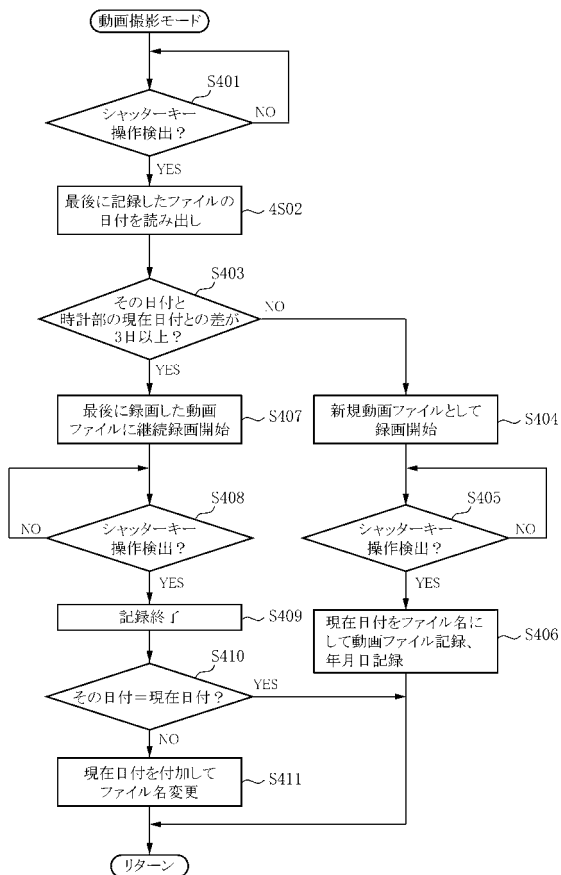 動画撮影モード
S401
シャッターキー
操作検出？
NO
YES
最後に記録したファイルの
日付を読み出し
4S02
S403
その日付と
時計部の現在日付との差が
3日以上？
NO
YES
最後に録画した動画
ファイルに継続録画開始
S407
新規動画ファイルとして
録画開始
S404
S408
シャッターキー
操作検出？
NO
YES
S405
シャッターキー
操作検出？
NO
YES
記録終了
S409
現在日付をファイル名に
して動画ファイル記録、
年月日記録
S406
S410
その日付＝現在日付？
YES
NO
現在日付を付加して
ファイル名変更
S411
リターン